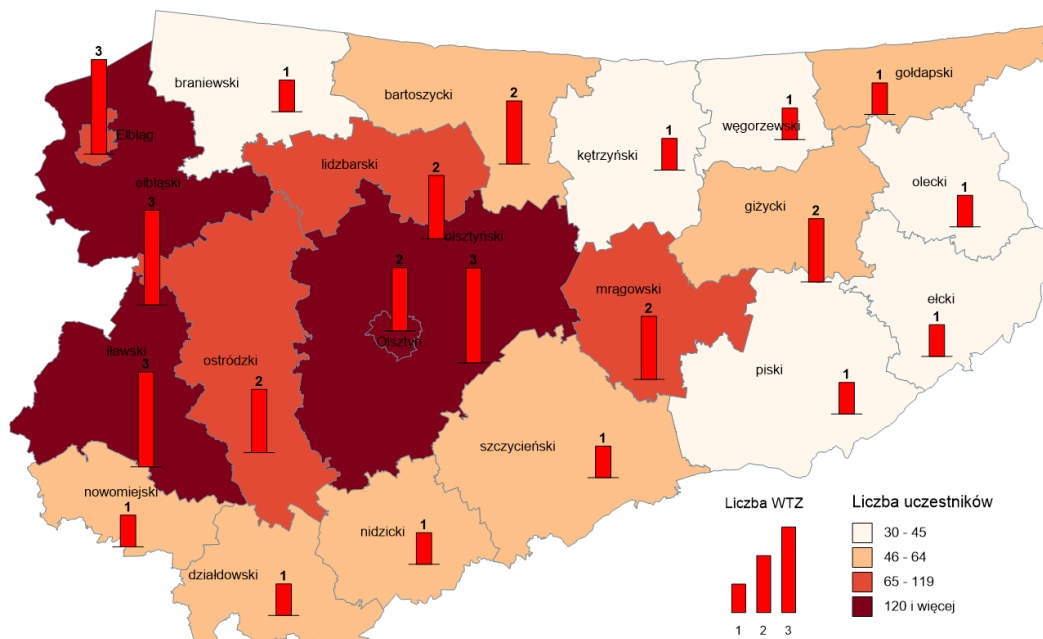 3
braniewski
1
bartoszycki
2
1
gołdapski
Elbląg
kętrzyński
1
węgorzewski
1
lidzbarski
2
elbląski
3
olecki
1
giżycki
2
olsztyński
2
3
Olsztyn
mrągowski
2
ełcki
1
iławski
3
ostródzki
2
piski
1
szczycieński
1
nowomiejski
1
nidzicki
1
działdowski
1
Liczba WTZ
1 2 3
Liczba uczestników
30 - 45
46 - 64
65 - 119
120 i więcej